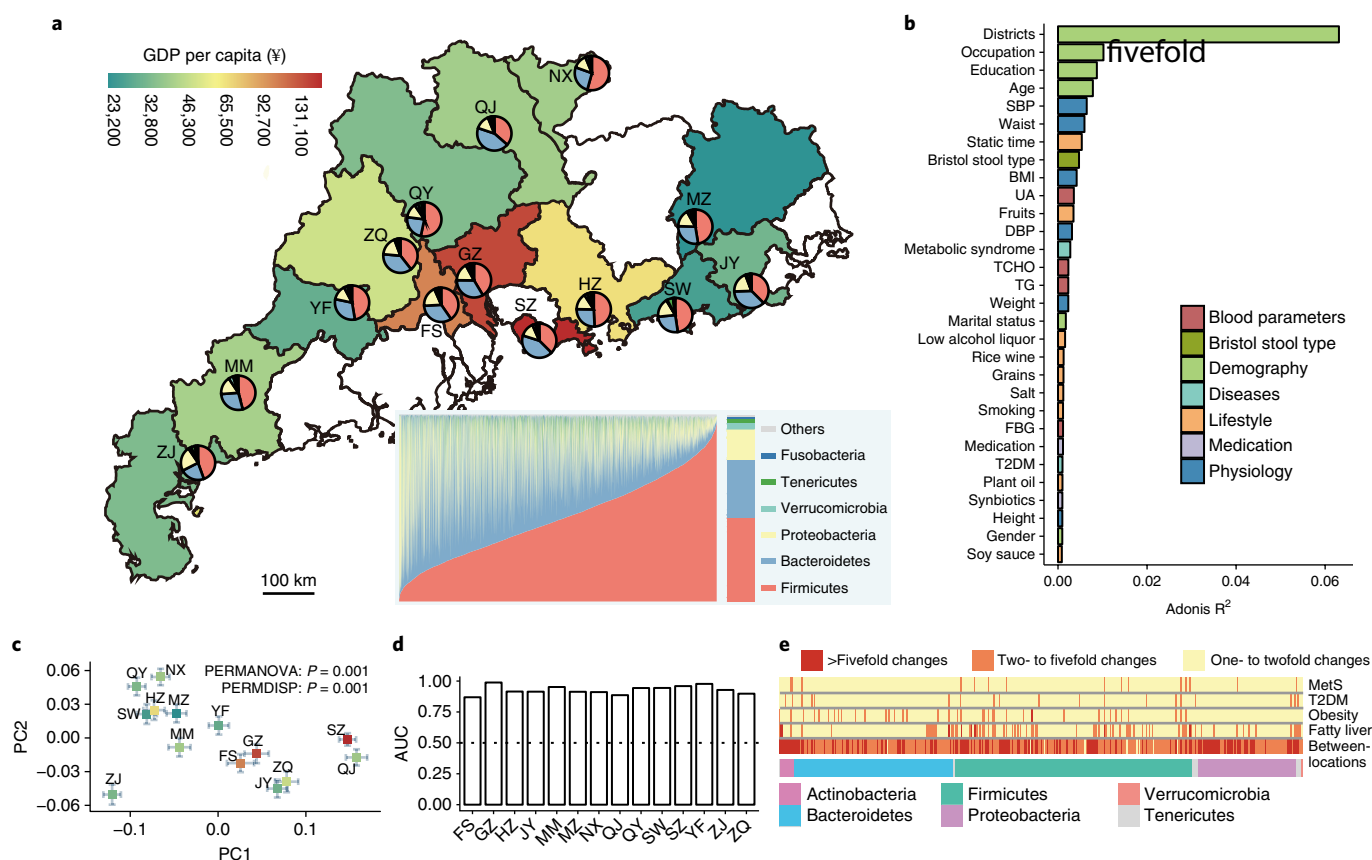 a
GDP per capita (¥)
23,200
32,800
46,300
65,500
92,700
131,100
NX
QJ
QY
MZ
ZQ
GZ
JY
HZ
SW
YF
SZ
FS
MM
ZJ
100 km
Others
Fusobacteria
Tenericutes
Verrucomicrobia
Proteobacteria
Bacteroidetes
Firmicutes
b
Districts
Occupation
fivefold
Education
Age
SBP
Waist
Static time
Bristol stool type
BMI
UA
Fruits
DBP
Metabolic syndrome
TCHO
TG
Weight
Marital status
Low alcohol liquor
Rice wine
Grains
Salt
Smoking
FBG
Medication
T2DM
Plant oil
Synbiotics
Height
Gender
Soy sauce
0.00 0.02 0.04 0.06
Adonis R²
Blood parameters
Bristol stool type
Demography
Diseases
Lifestyle
Medication
Physiology
c
PERMANOVA: P = 0.001
PERMDISP: P = 0.001
0.06
0.03
0.00
−0.03
−0.06
PC2
QY
NX
HZ
MZ
SW
YF
MM
FS
GZ
SZ
QJ
ZQ
JY
ZJ
−0.1 0.0 0.1
PC1
d
1.00
0.75
0.50
0.25
0.00
AUC
FS
GZ
HZ
JY
MM
MZ
NX
QJ
QY
SW
SZ
YF
ZJ
ZQ
e
>Fivefold changes
Two- to fivefold changes
One- to twofold changes
MetS
T2DM
Obesity
Fatty liver
Between-
locations
Actinobacteria
Firmicutes
Verrucomicrobia
Bacteroidetes
Proteobacteria
Tenericutes